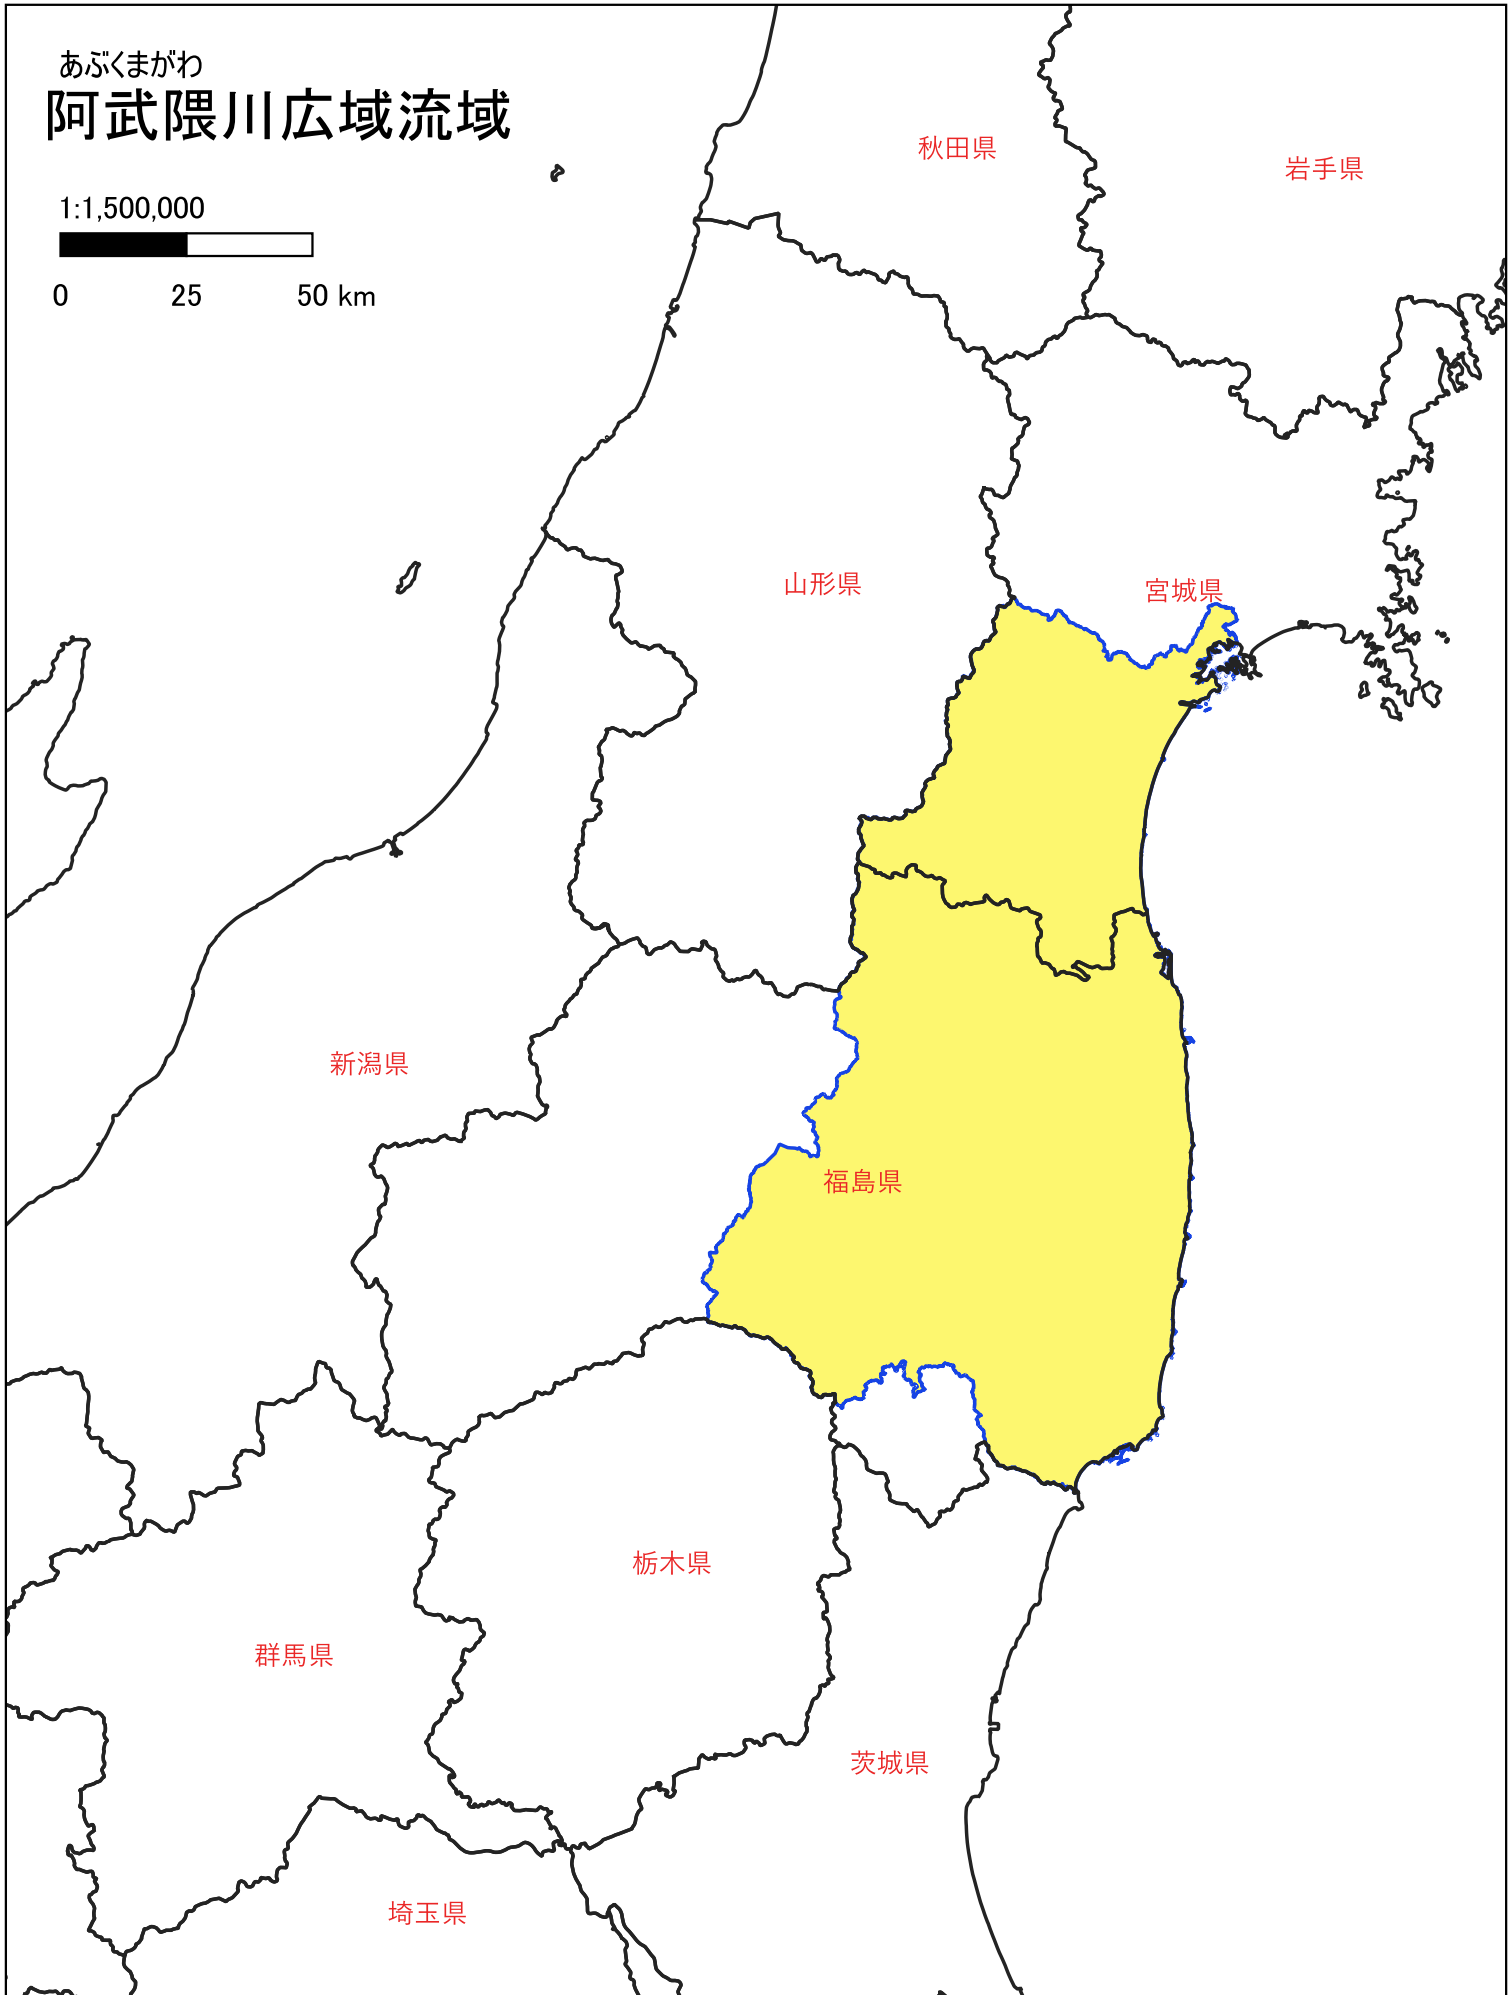 あぶくまがわ
阿武隈川広域流域
1:1,500,000
0 25 50 km
秋田県
岩手県
山形県
宮城県
新潟県
福島県
栃木県
群馬県
茨城県
埼玉県